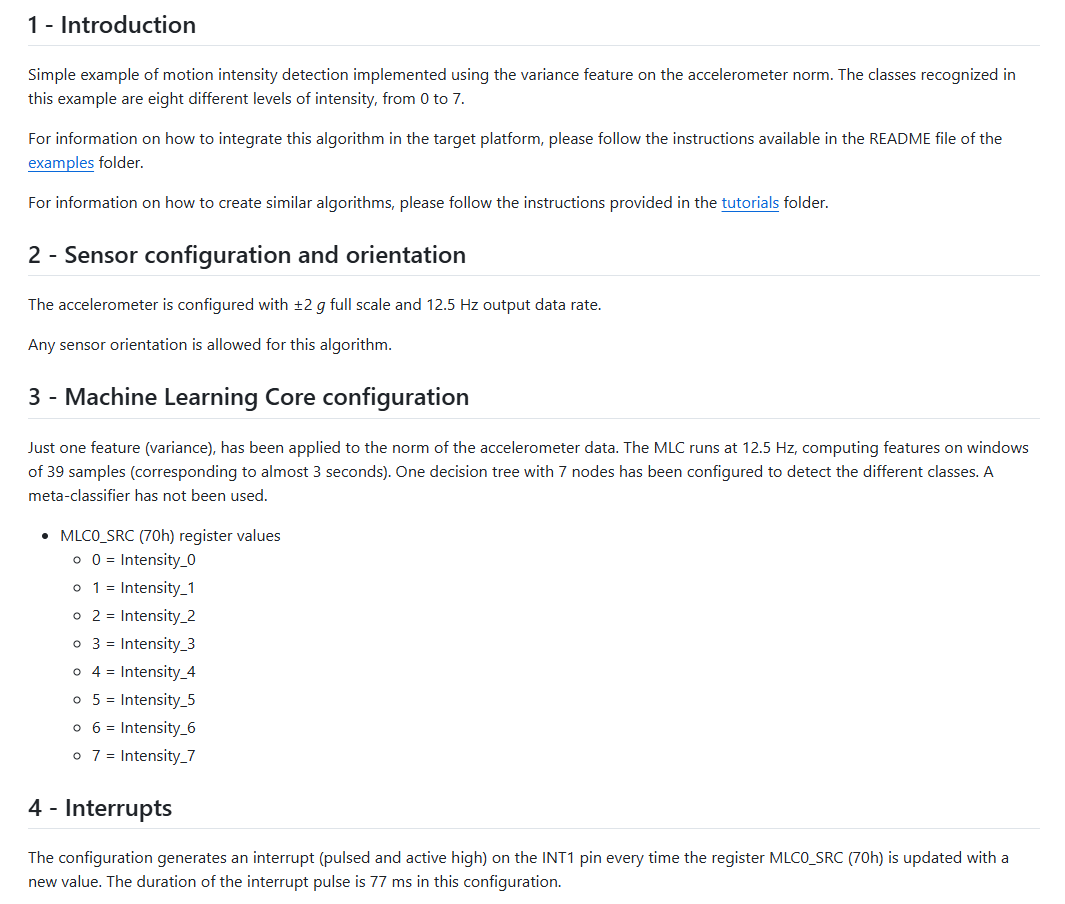 1 - Introduction
Simple example of motion intensity detection implemented using the variance feature on the accelerometer norm. The classes recognized in
this example are eight different levels of intensity, from 0 to 7.
For information on how to integrate this algorithm in the target platform, please follow the instructions available in the README file of the
examples folder.
For information on how to create similar algorithms, please follow the instructions provided in the tutorials folder.
2 - Sensor configuration and orientation
The accelerometer is configured with ±2 g full scale and 12.5 Hz output data rate.
Any sensor orientation is allowed for this algorithm.
3 - Machine Learning Core configuration
Just one feature (variance), has been applied to the norm of the accelerometer data. The MLC runs at 12.5 Hz, computing features on windows
of 39 samples (corresponding to almost 3 seconds). One decision tree with 7 nodes has been configured to detect the different classes. A
meta-classifier has not been used.
• MLC0_SRC (70h) register values
◦ 0 = Intensity_0
◦ 1 = Intensity_1
◦ 2 = Intensity_2
◦ 3 = Intensity_3
◦ 4 = Intensity_4
◦ 5 = Intensity_5
◦ 6 = Intensity_6
◦ 7 = Intensity_7
4 - Interrupts
The configuration generates an interrupt (pulsed and active high) on the INT1 pin every time the register MLC0_SRC (70h) is updated with a
new value. The duration of the interrupt pulse is 77 ms in this configuration.